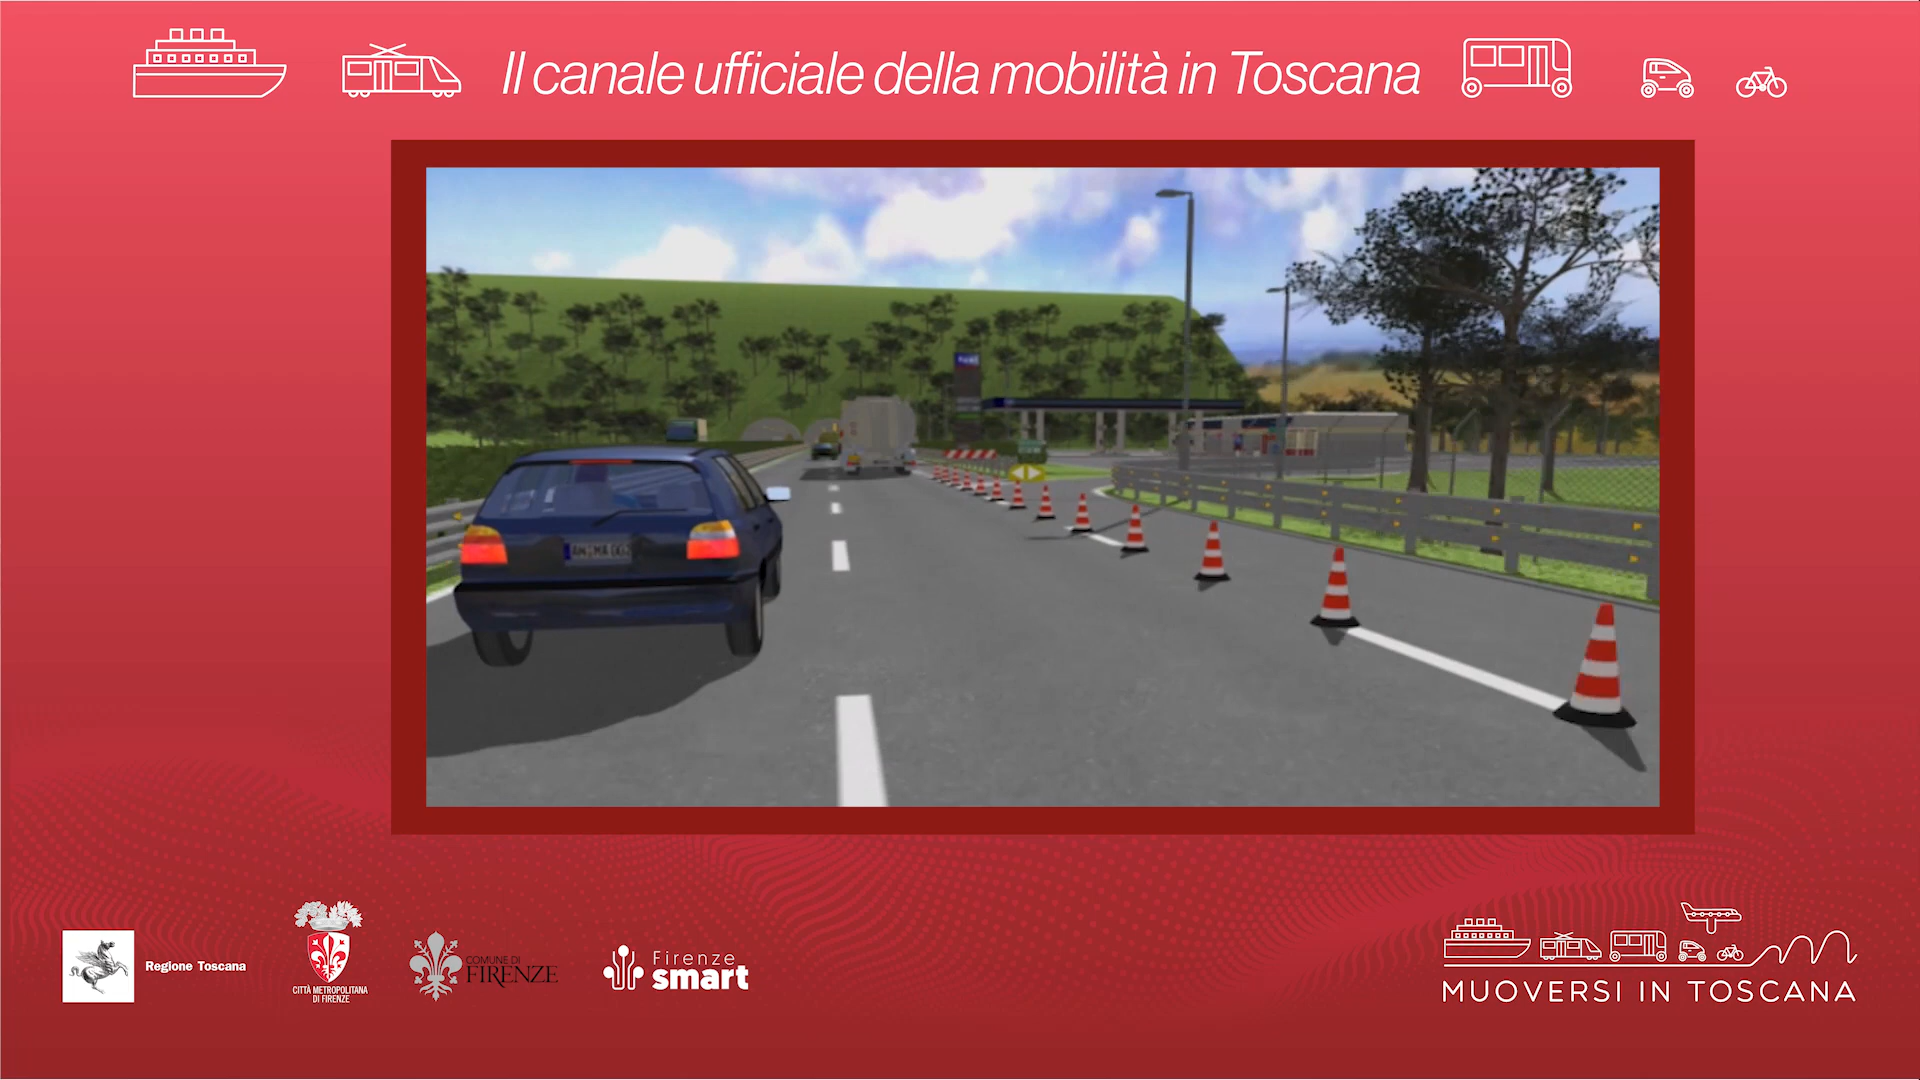 Il canale ufficiale della mobilità in Toscana
Regione Toscana
CITTÀ METROPOLITANA
DI FIRENZE
COMUNE DI
FIRENZE
Firenze
smart
MUOVERSI IN TOSCANA